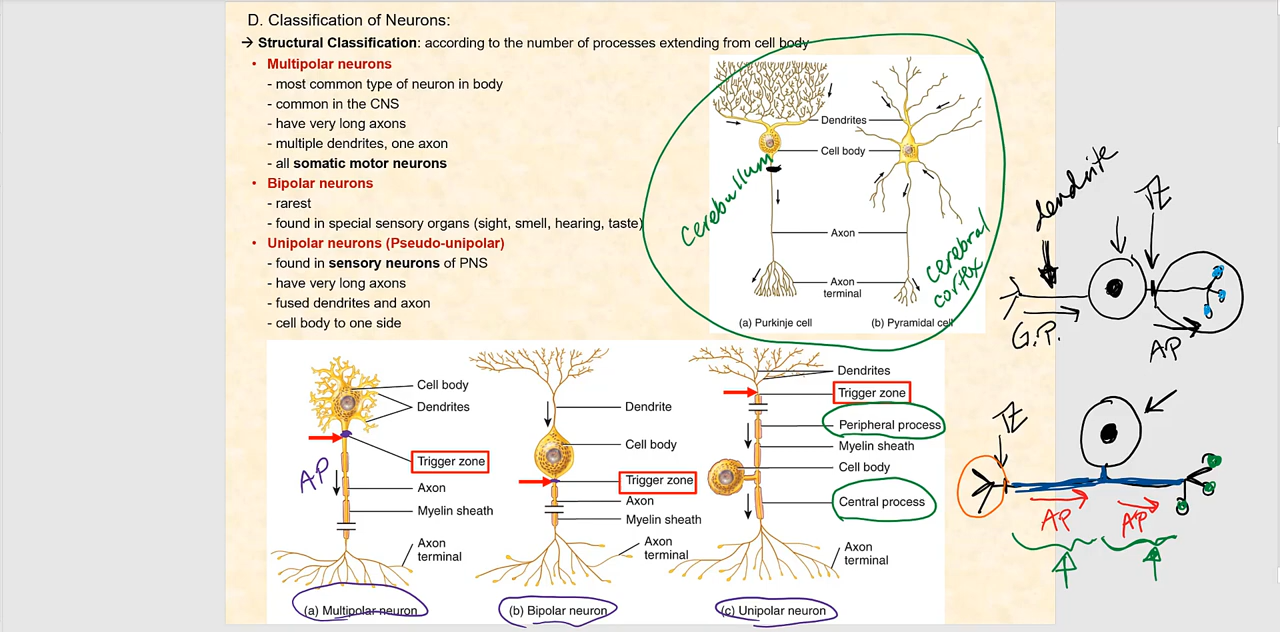 D. Classification of Neurons:
→ Structural Classification: according to the number of processes extending from cell body
• Multipolar neurons
- most common type of neuron in body
- common in the CNS
- have very long axons
- multiple dendrites, one axon
- all somatic motor neurons
• Bipolar neurons
- rarest
- found in special sensory organs (sight, smell, hearing, taste)
• Unipolar neurons (Pseudo-unipolar)
- found in sensory neurons of PNS
- have very long axons
- fused dendrites and axon
- cell body to one side
Dendrites
Cell body
Axon
Axon
terminal
(a) Purkinje cell
(b) Pyramidal cell
cerebullum
cerebral
cortex
dendrite
TZ
G.P.
AP
Cell body
Dendrites
Trigger zone
AP
Axon
Myelin sheath
Axon
terminal
(a) Multipolar neuron
Dendrite
Cell body
Trigger zone
Axon
Myelin sheath
Axon
terminal
(b) Bipolar neuron
Dendrites
Trigger zone
Peripheral process
Myelin sheath
Cell body
Central process
Axon
terminal
(c) Unipolar neuron
TZ
AP
AP